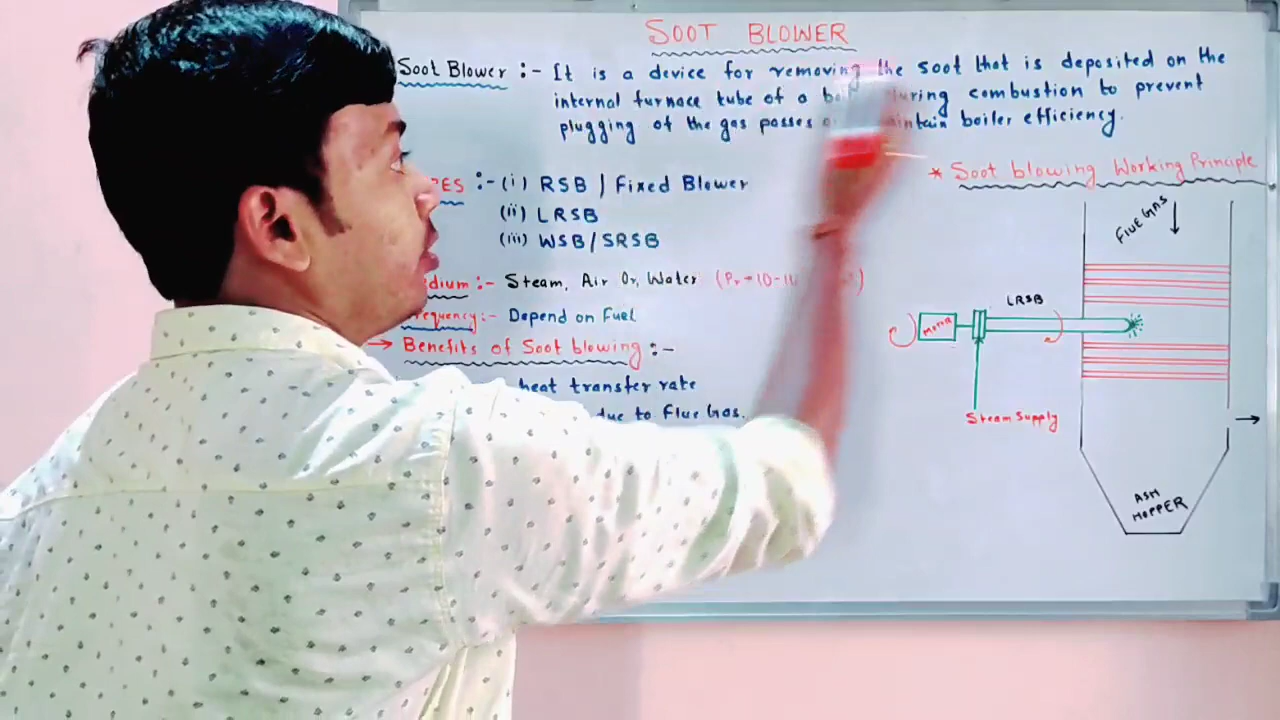 SOOT BLOWER
Soot Blower :- It is a device for removing the soot that is deposited on the
internal furnace tube of a during combustion to prevent
plugging of the gas passes boiler efficiency.
:- (i) RSB / Fixed Blower
(ii) LRSB
(iii) WSB/SRSB
:- Steam, Air Or, Water
:- Depend on Fuel
→ Benefits of Soot blowing :-
heat transfer rate
due to Flue Gas.
* Soot blowing Working Principle
FLUE GAS
LRSB
MOTOR
Steam Supply
ASH
HOPPER